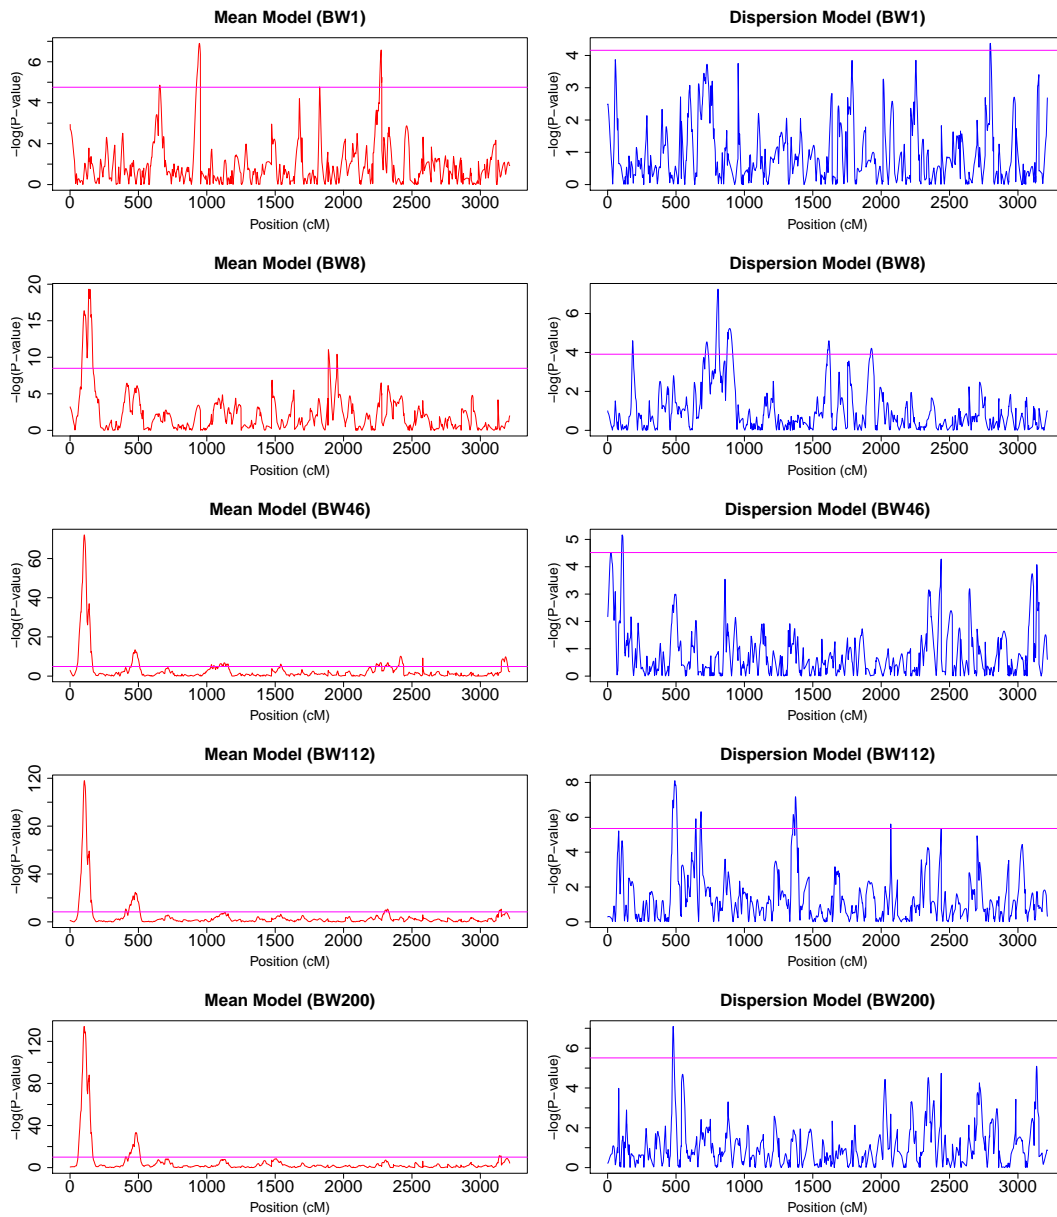 Mean Model (BW1)
−log(P−value)
0 2 4 6
0 500 1000 1500 2000 2500 3000
Position (cM)
Dispersion Model (BW1)
−log(P−value)
0 1 2 3 4
0 500 1000 1500 2000 2500 3000
Position (cM)
Mean Model (BW8)
−log(P−value)
0 5 10 15 20
0 500 1000 1500 2000 2500 3000
Position (cM)
Dispersion Model (BW8)
−log(P−value)
0 2 4 6
0 500 1000 1500 2000 2500 3000
Position (cM)
Mean Model (BW46)
−log(P−value)
0 20 40 60
0 500 1000 1500 2000 2500 3000
Position (cM)
Dispersion Model (BW46)
−log(P−value)
0 1 2 3 4 5
0 500 1000 1500 2000 2500 3000
Position (cM)
Mean Model (BW112)
−log(P−value)
0 40 80 120
0 500 1000 1500 2000 2500 3000
Position (cM)
Dispersion Model (BW112)
−log(P−value)
0 2 4 6 8
0 500 1000 1500 2000 2500 3000
Position (cM)
Mean Model (BW200)
−log(P−value)
0 40 80 120
0 500 1000 1500 2000 2500 3000
Position (cM)
Dispersion Model (BW200)
−log(P−value)
0 2 4 6
0 500 1000 1500 2000 2500 3000
Position (cM)